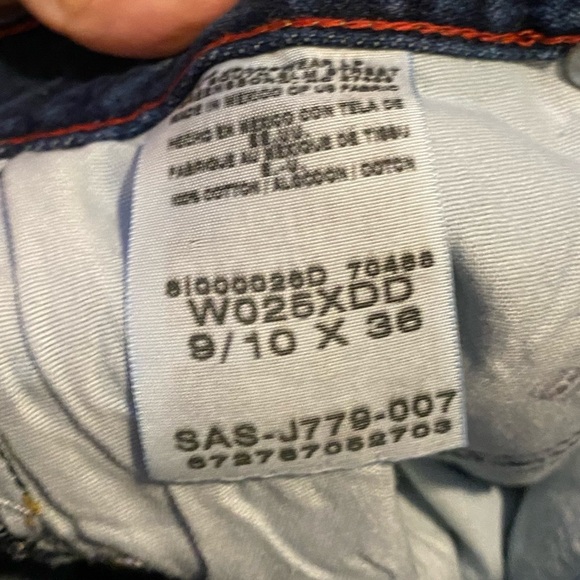 MADE IN MEXICO OF US FABRIC
HECHO EN MEXICO CON TELA DE
EE.UU.
FABRIQUE AU MEXIQUE DE TISSU
E.-U.
100% COTTON / ALGODON / COTON
W025XDD
9/10 X 36
SAS-J779-007
672787052703